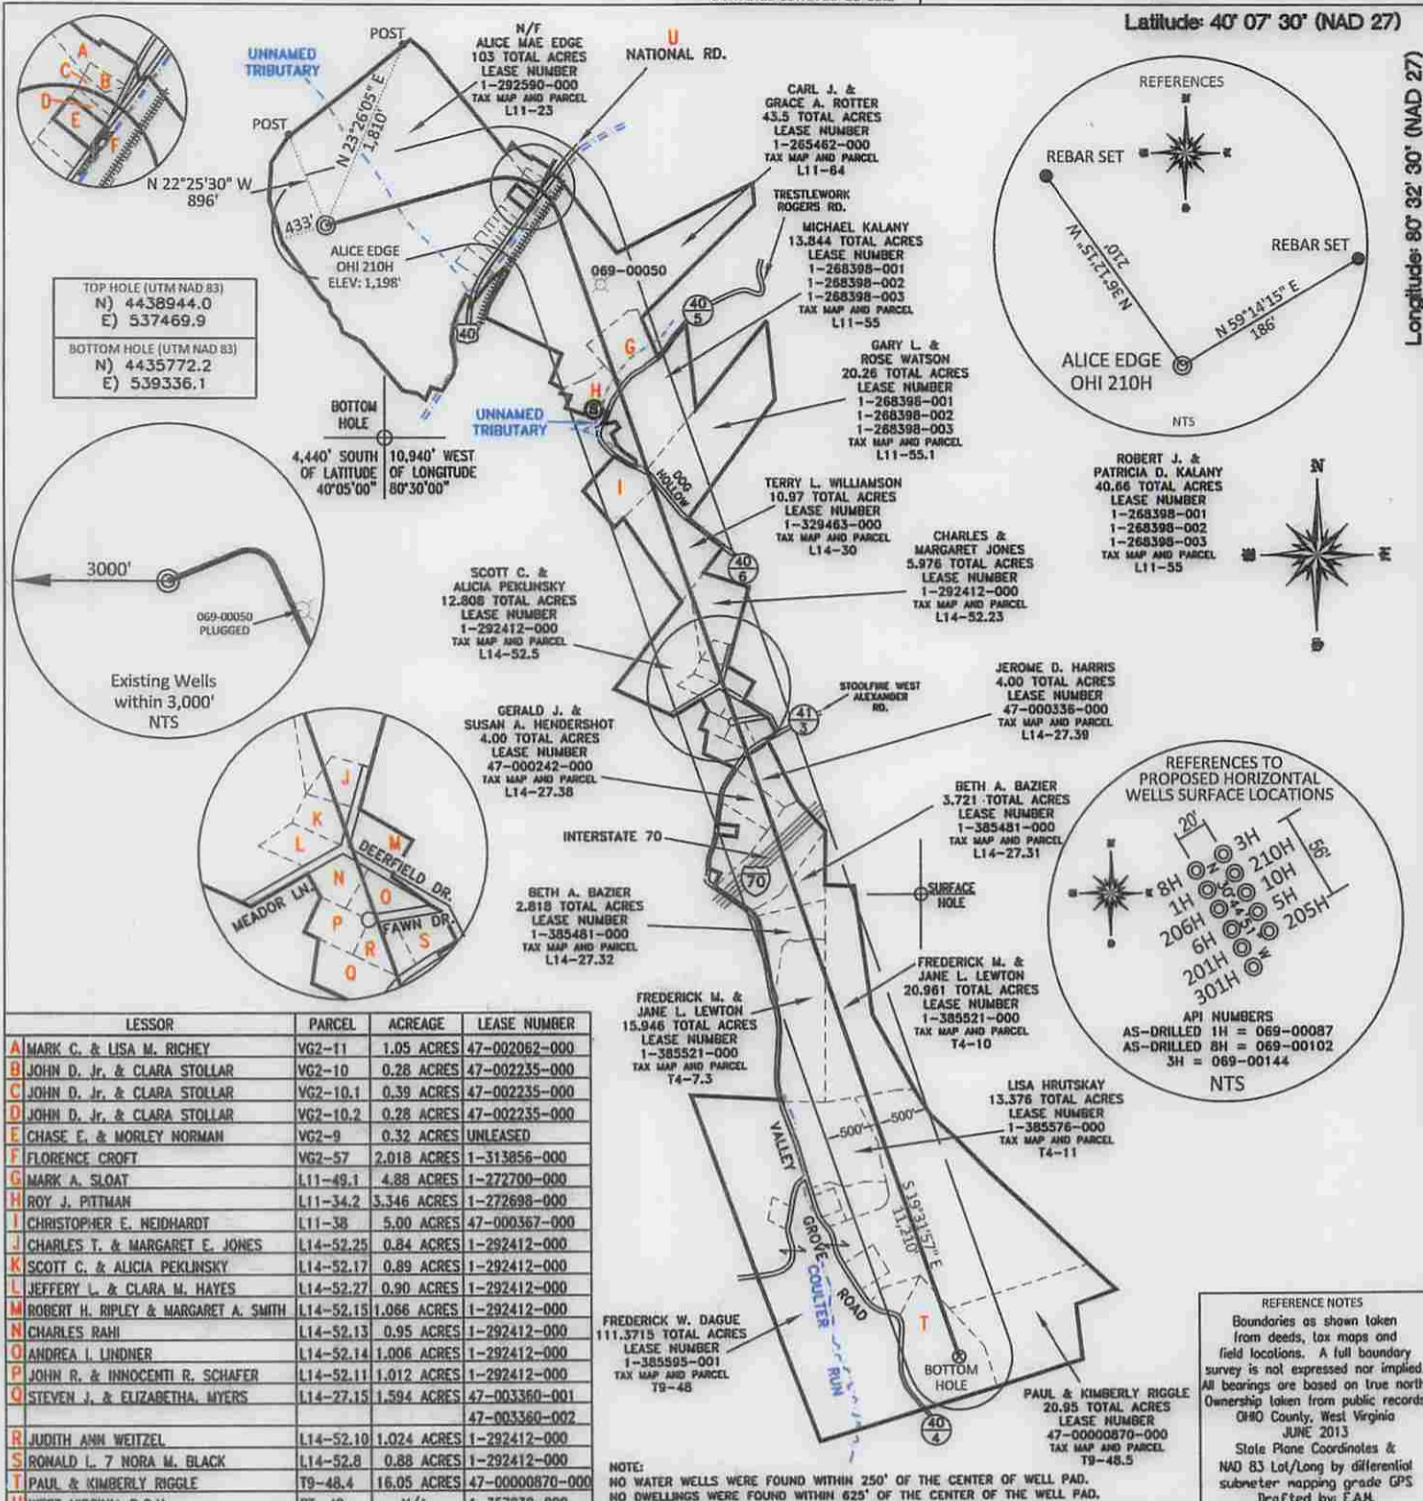 Latitude: 40° 07' 30" (NAD 27)
Longitude: 80° 32' 30" (NAD 27)
A
B
C
D
E
F
UNNAMED
TRIBUTARY
POST
POST
N 23°26'05" E
1,810'
N 22°25'30" W
896'
433'
ALICE EDGE
OHI 210H
ELEV: 1,198'
N/F
ALICE MAE EDGE
103 TOTAL ACRES
LEASE NUMBER
1-292590-000
TAX MAP AND PARCEL
L11-23
U
NATIONAL RD.
CARL J. &
GRACE A. ROTTER
43.5 TOTAL ACRES
LEASE NUMBER
1-265462-000
TAX MAP AND PARCEL
L11-64
TRESTLEWORK
ROGERS RD.
MICHAEL KALANY
13.844 TOTAL ACRES
LEASE NUMBER
1-268398-001
1-268398-002
1-268398-003
TAX MAP AND PARCEL
L11-55
069-00050
40
5
40
G
H
GARY L. &
ROSE WATSON
20.26 TOTAL ACRES
LEASE NUMBER
1-268398-001
1-268398-002
1-268398-003
TAX MAP AND PARCEL
L11-55.1
REFERENCES
REBAR SET
REBAR SET
N 36°12'15" W
210'
N 59°14'15" E
186'
ALICE EDGE
OHI 210H
NTS
TOP HOLE (UTM NAD 83)
N) 4438944.0
E) 537469.9
BOTTOM HOLE (UTM NAD 83)
N) 4435772.2
E) 539336.1
BOTTOM
HOLE
4,440' SOUTH
OF LATITUDE
40°05'00"
10,940' WEST
OF LONGITUDE
80°30'00"
UNNAMED
TRIBUTARY
DOG
HOLLOW
I
ROBERT J. &
PATRICIA D. KALANY
40.66 TOTAL ACRES
LEASE NUMBER
1-268398-001
1-268398-002
1-268398-003
TAX MAP AND PARCEL
L11-55
N
TERRY L. WILLIAMSON
10.97 TOTAL ACRES
LEASE NUMBER
1-329463-000
TAX MAP AND PARCEL
L14-30
CHARLES &
MARGARET JONES
5.976 TOTAL ACRES
LEASE NUMBER
1-292412-000
TAX MAP AND PARCEL
L14-52.23
40
6
3000'
069-00050
PLUGGED
Existing Wells
within 3,000'
NTS
SCOTT C. &
ALICIA PEKLINSKY
12.808 TOTAL ACRES
LEASE NUMBER
1-292412-000
TAX MAP AND PARCEL
L14-52.5
STOOLFIRE WEST
ALEXANDER
RD.
41
3
JEROME D. HARRIS
4.00 TOTAL ACRES
LEASE NUMBER
47-000336-000
TAX MAP AND PARCEL
L14-27.39
GERALD J. &
SUSAN A. HENDERSHOT
4.00 TOTAL ACRES
LEASE NUMBER
47-000242-000
TAX MAP AND PARCEL
L14-27.38
INTERSTATE 70
70
BETH A. BAZIER
3.721 TOTAL ACRES
LEASE NUMBER
1-385481-000
TAX MAP AND PARCEL
L14-27.31
BETH A. BAZIER
2.818 TOTAL ACRES
LEASE NUMBER
1-385481-000
TAX MAP AND PARCEL
L14-27.32
SURFACE
HOLE
J
K
L
M
N
O
P
R
S
Q
DEERFIELD DR.
MEADOR LN.
FAWN DR.
REFERENCES TO
PROPOSED HORIZONTAL
WELLS SURFACE LOCATIONS
20'
56'
3H
210H
10H
5H
205H
8H
1H
206H
6H
201H
301H
API NUMBERS
AS-DRILLED 1H = 069-00087
AS-DRILLED 8H = 069-00102
3H = 069-00144
NTS
FREDERICK M. &
JANE L. LEWTON
20.961 TOTAL ACRES
LEASE NUMBER
1-385521-000
TAX MAP AND PARCEL
T4-10
FREDERICK M. &
JANE L. LEWTON
15.946 TOTAL ACRES
LEASE NUMBER
1-385521-000
TAX MAP AND PARCEL
T4-7.3
LISA HRUTSKAY
13.376 TOTAL ACRES
LEASE NUMBER
1-385576-000
TAX MAP AND PARCEL
T4-11
500'
500'
VALLEY
GROVE
ROAD
COULTER
RUN
S 19°31'57" E
11,210'
T
BOTTOM
HOLE
40
4
FREDERICK W. DAGUE
111.3715 TOTAL ACRES
LEASE NUMBER
1-385595-001
TAX MAP AND PARCEL
T9-48
PAUL & KIMBERLY RIGGLE
20.95 TOTAL ACRES
LEASE NUMBER
47-00000870-000
TAX MAP AND PARCEL
T9-48.5
LESSOR PARCEL ACREAGE LEASE NUMBER
A MARK C. & LISA M. RICHEY VG2-11 1.05 ACRES 47-002062-000
B JOHN D. Jr. & CLARA STOLLAR VG2-10 0.28 ACRES 47-002235-000
C JOHN D. Jr. & CLARA STOLLAR VG2-10.1 0.39 ACRES 47-002235-000
D JOHN D. Jr. & CLARA STOLLAR VG2-10.2 0.28 ACRES 47-002235-000
E CHASE E. & MORLEY NORMAN VG2-9 0.32 ACRES UNLEASED
F FLORENCE CROFT VG2-57 2.018 ACRES 1-313856-000
G MARK A. SLOAT L11-49.1 4.88 ACRES 1-272700-000
H ROY J. PITTMAN L11-34.2 3.346 ACRES 1-272698-000
I CHRISTOPHER E. NEIDHARDT L11-38 5.00 ACRES 47-000367-000
J CHARLES T. & MARGARET E. JONES L14-52.25 0.84 ACRES 1-292412-000
K SCOTT C. & ALICIA PEKLINSKY L14-52.17 0.89 ACRES 1-292412-000
L JEFFERY L. & CLARA M. HAYES L14-52.27 0.90 ACRES 1-292412-000
M ROBERT H. RIPLEY & MARGARET A. SMITH L14-52.15 1.066 ACRES 1-292412-000
N CHARLES RAHI L14-52.13 0.95 ACRES 1-292412-000
O ANDREA I. LINDNER L14-52.14 1.006 ACRES 1-292412-000
P JOHN R. & INNOCENTI R. SCHAFER L14-52.11 1.012 ACRES 1-292412-000
Q STEVEN J. & ELIZABETHA. MYERS L14-27.15 1.594 ACRES 47-003360-001
47-003360-002
R JUDITH ANN WEITZEL L14-52.10 1.024 ACRES 1-292412-000
S RONALD L. 7 NORA M. BLACK L14-52.8 0.88 ACRES 1-292412-000
T PAUL & KIMBERLY RIGGLE T9-48.4 16.05 ACRES 47-00000870-000
NOTE:
NO WATER WELLS WERE FOUND WITHIN 250' OF THE CENTER OF WELL PAD.
NO DWELLINGS WERE FOUND WITHIN 625' OF THE CENTER OF THE WELL PAD.
REFERENCE NOTES
Boundaries as shown taken
from deeds, tax maps and
field locations. A full boundary
survey is not expressed nor implied
All bearings are based on true north
Ownership taken from public records
OHIO County, West Virginia
JUNE 2013
State Plane Coordinates &
NAD 83 Lat/Long by differential
submeter mapping grade GPS
Drafted by E.A.H.